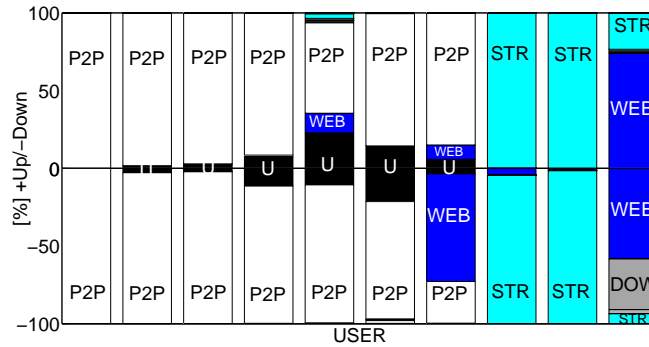 100
50
0
−50
−100
[%] +Up/−Down
P2P P2P P2P P2P P2P P2P P2P STR STR STR
WEB WEB WEB
U U U U U U
WEB WEB
DOW
P2P P2P P2P P2P P2P P2P P2P STR STR STR
USER